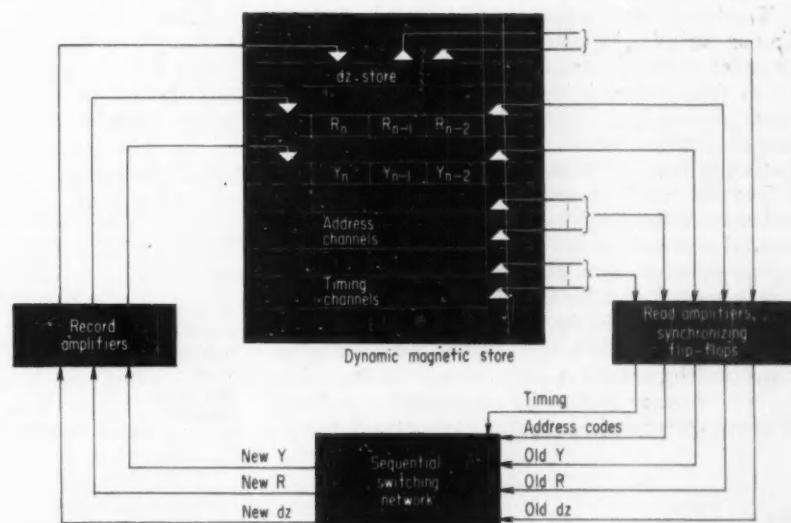 dz-store
Rn Rn-1 Rn-2
Yn Yn-1 Yn-2
Address
channels
Timing
channels
Record
amplifiers
Read amplifiers,
synchronizing
flip-flops
Dynamic magnetic store
Timing
Address codes
New Y
Old Y
New R
Old R
New dz
Old dz
Sequential
switching
network